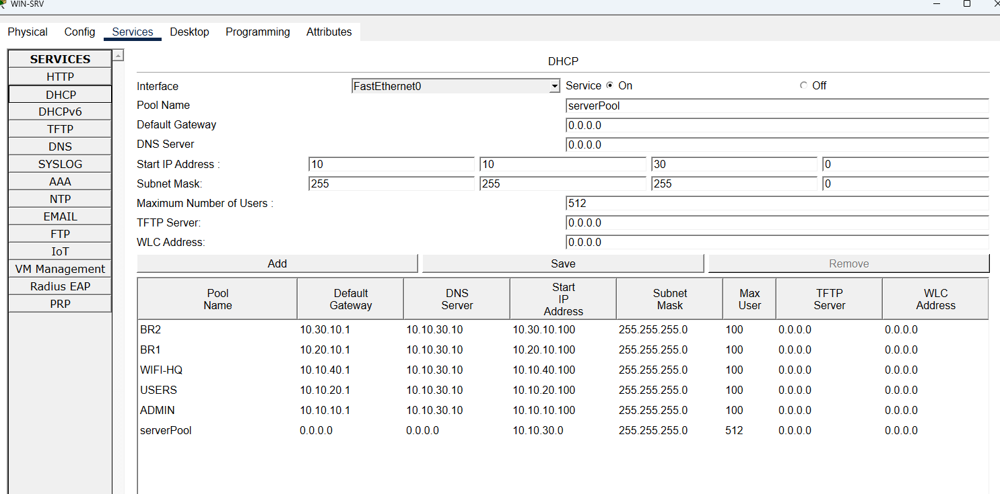 WIN-SRV
Physical Config Services Desktop Programming Attributes
SERVICES
HTTP
DHCP
DHCPv6
TFTP
DNS
SYSLOG
AAA
NTP
EMAIL
FTP
IoT
VM Management
Radius EAP
PRP
DHCP
Interface FastEthernet0 Service On Off
Pool Name serverPool
Default Gateway 0.0.0.0
DNS Server 0.0.0.0
Start IP Address : 10 10 30 0
Subnet Mask: 255 255 255 0
Maximum Number of Users : 512
TFTP Server: 0.0.0.0
WLC Address: 0.0.0.0
Add Save Remove
Pool Name Default Gateway DNS Server Start IP Address Subnet Mask Max User TFTP Server WLC Address
BR2 10.30.10.1 10.10.30.10 10.30.10.100 255.255.255.0 100 0.0.0.0 0.0.0.0
BR1 10.20.10.1 10.10.30.10 10.20.10.100 255.255.255.0 100 0.0.0.0 0.0.0.0
WIFI-HQ 10.10.40.1 10.10.30.10 10.10.40.100 255.255.255.0 100 0.0.0.0 0.0.0.0
USERS 10.10.20.1 10.10.30.10 10.10.20.100 255.255.255.0 100 0.0.0.0 0.0.0.0
ADMIN 10.10.10.1 10.10.30.10 10.10.10.100 255.255.255.0 100 0.0.0.0 0.0.0.0
serverPool 0.0.0.0 0.0.0.0 10.10.30.0 255.255.255.0 512 0.0.0.0 0.0.0.0